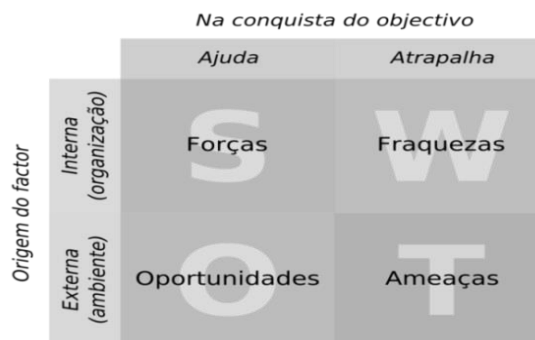 Na conquista do objectivo
Ajuda
Atrapalha
Origem do factor
Interna
(organização)
S
Forças
W
Fraquezas
Externa
(ambiente)
O
Oportunidades
T
Ameaças